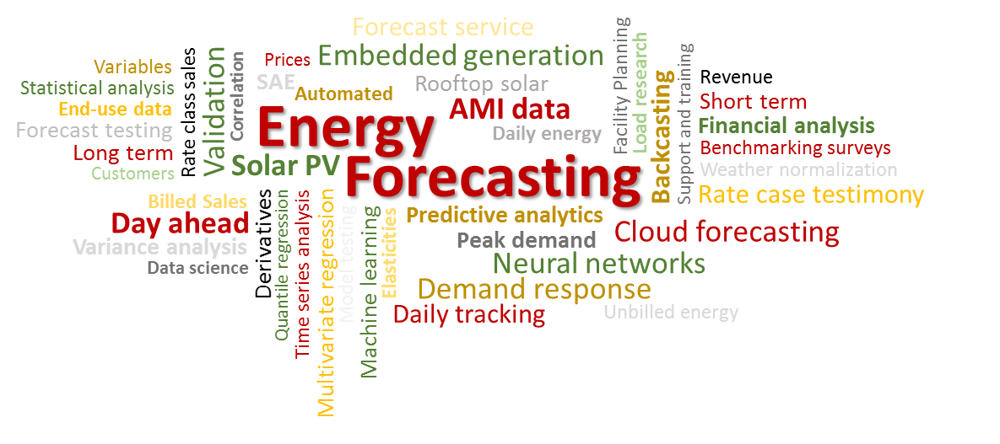 Forecast service
Embedded generation
Prices
Variables
Statistical analysis
End-use data
Forecast testing
Long term
Customers
Rate class sales
Validation
Correlation
SAE
Automated
Rooftop solar
AMI data
Daily energy
Energy
Forecasting
Solar PV
Facility Planning
Load research
Backcasting
Support and training
Revenue
Short term
Financial analysis
Benchmarking surveys
Weather normalization
Rate case testimony
Billed Sales
Day ahead
Variance analysis
Data science
Derivatives
Quantile regression
Time series analysis
Multivariate regression
Model testing
Machine learning
Elasticities
Predictive analytics
Peak demand
Cloud forecasting
Neural networks
Demand response
Daily tracking
Unbilled energy